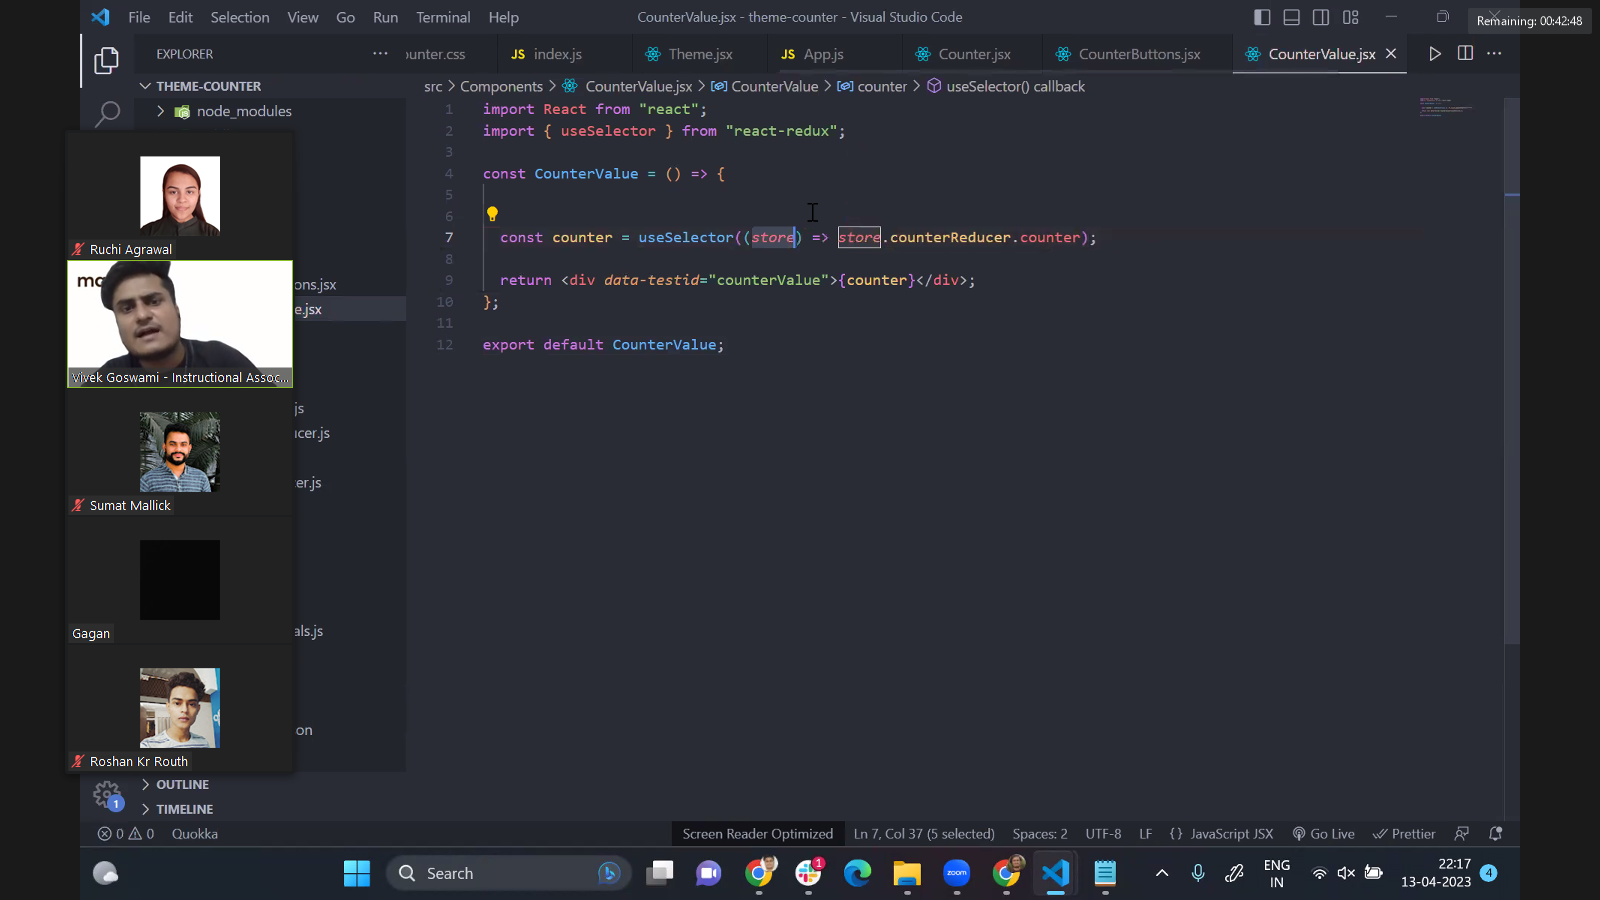 File Edit Selection View Go Run Terminal Help
CounterValue.jsx - theme-counter - Visual Studio Code
Remaining: 00:42:48
EXPLORER
ounter.css
JS index.js
Theme.jsx
JS App.js
Counter.jsx
CounterButtons.jsx
CounterValue.jsx
THEME-COUNTER
node_modules
src > Components > CounterValue.jsx > CounterValue > counter > useSelector() callback
1 import React from "react";
2 import { useSelector } from "react-redux";
3
4 const CounterValue = () => {
5
6
7 const counter = useSelector((store) => store.counterReducer.counter);
8
9 return <div data-testid="counterValue">{counter}</div>;
10 };
11
12 export default CounterValue;
Ruchi Agrawal
ons.jsx
e.jsx
Vivek Goswami - Instructional Assoc...
js
ucer.js
er.js
Sumat Mallick
Gagan
als.js
on
Roshan Kr Routh
OUTLINE
TIMELINE
1
0 0 Quokka
Screen Reader Optimized
Ln 7, Col 37 (5 selected)
Spaces: 2
UTF-8
LF
{} JavaScript JSX
Go Live
Prettier
Search
1
zoom
ENG
IN
22:17
13-04-2023
4